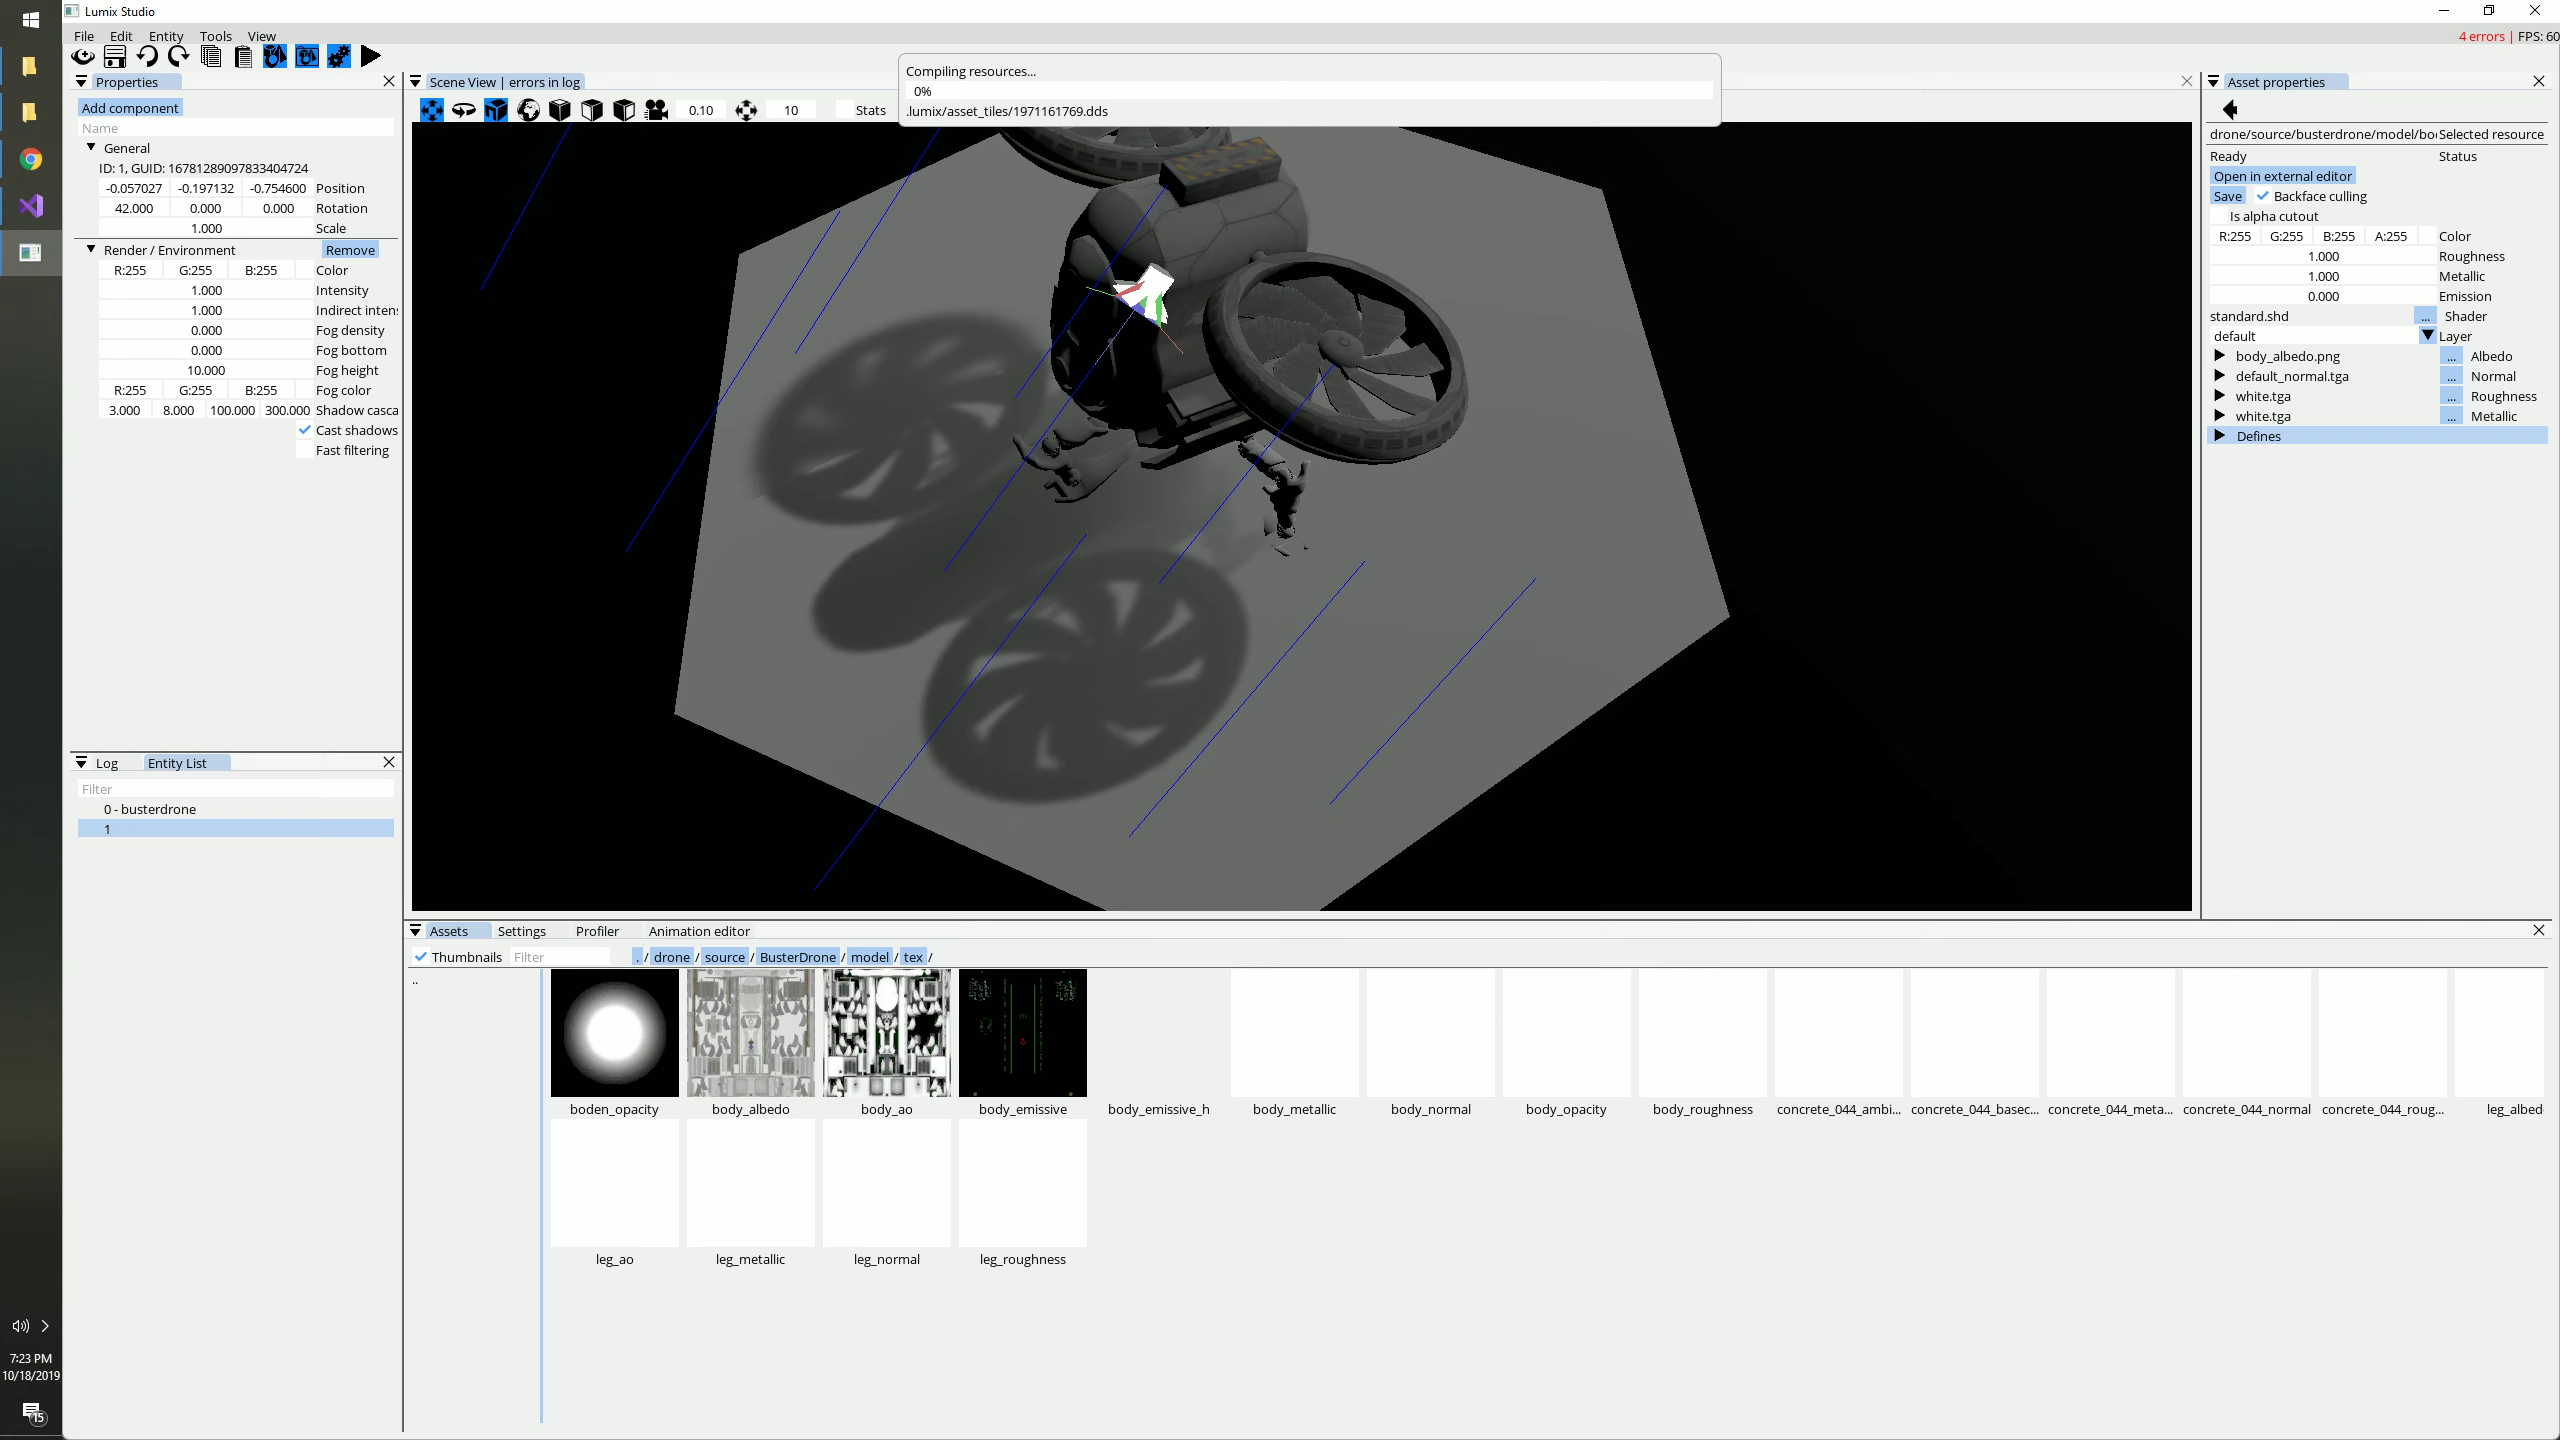 Lumix Studio
File Edit Entity Tools View
4 errors | FPS: 60
Properties
Add component
Name
General
ID: 1, GUID: 16781289097833404724
-0.057027 -0.197132 -0.754600 Position
42.000 0.000 0.000 Rotation
1.000 Scale
Render / Environment Remove
R:255 G:255 B:255 Color
1.000 Intensity
1.000 Indirect inten
0.000 Fog density
0.000 Fog bottom
10.000 Fog height
R:255 G:255 B:255 Fog color
3.000 8.000 100.000 300.000 Shadow casca
Cast shadows
Fast filtering
Log Entity List
Filter
0 - busterdrone
1
Scene View | errors in log
0.10 10 Stats
Compiling resources...
0%
.lumix/asset_tiles/1971161769.dds
Asset properties
drone/source/busterdrone/model/bo Selected resource
Ready Status
Open in external editor
Save Backface culling
Is alpha cutout
R:255 G:255 B:255 A:255 Color
1.000 Roughness
1.000 Metallic
0.000 Emission
standard.shd ... Shader
default Layer
body_albedo.png ... Albedo
default_normal.tga ... Normal
white.tga ... Roughness
white.tga ... Metallic
Defines
Assets Settings Profiler Animation editor
Thumbnails Filter . / drone / source / BusterDrone / model / tex /
..
boden_opacity body_albedo body_ao body_emissive body_emissive_h body_metallic body_normal body_opacity body_roughness concrete_044_ambi... concrete_044_basec... concrete_044_meta... concrete_044_normal concrete_044_roug... leg_albed
leg_ao leg_metallic leg_normal leg_roughness
7:23 PM
10/18/2019
15